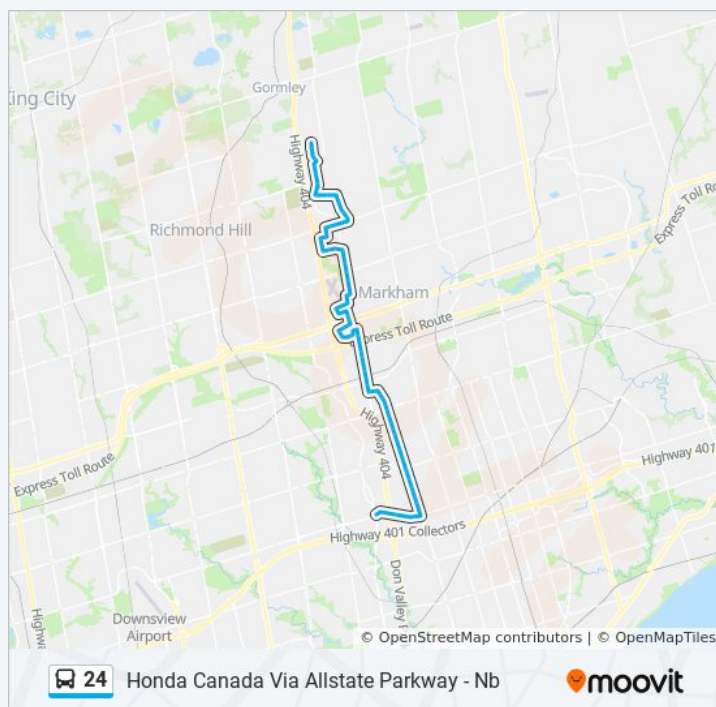 Gormley
King City
Highway 404
Richmond Hill
Express Toll Ro
Markham
Express Toll Route
Highway 404
Highway 401
Express Toll Route
Highway 401 Collectors
Don Valley P
Downsview
Airport
Highwa
© OpenStreetMap contributors | © OpenMapTiles
24 Honda Canada Via Allstate Parkway - Nb
moovit